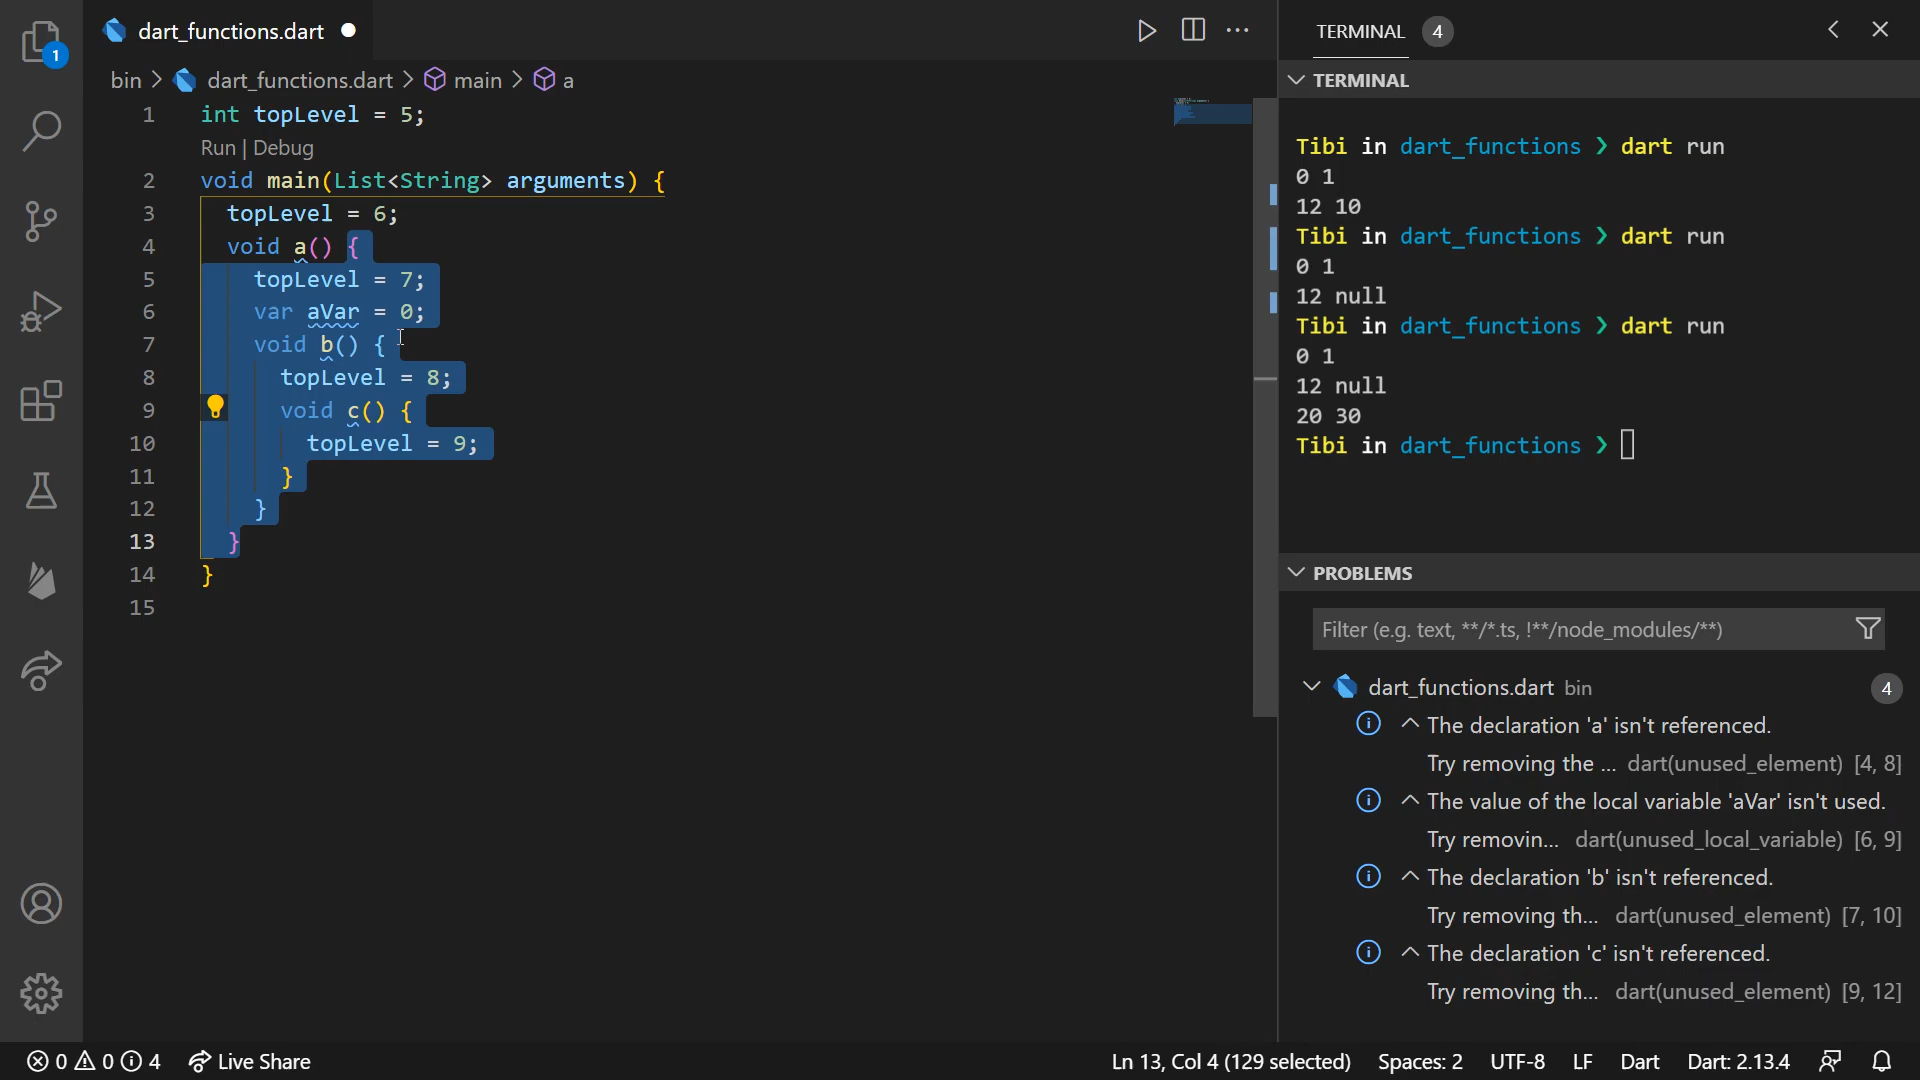 1
dart_functions.dart
bin > dart_functions.dart > main > a
1 int topLevel = 5;
Run | Debug
2 void main(List<String> arguments) {
3 topLevel = 6;
4 void a() {
5 topLevel = 7;
6 var aVar = 0;
7 void b() {
8 topLevel = 8;
9 void c() {
10 topLevel = 9;
11 }
12 }
13 }
14 }
15
TERMINAL 4
TERMINAL
Tibi in dart_functions ❯ dart run
0 1
12 10
Tibi in dart_functions ❯ dart run
0 1
12 null
Tibi in dart_functions ❯ dart run
0 1
12 null
20 30
Tibi in dart_functions ❯
PROBLEMS
Filter (e.g. text, **/*.ts, !**/node_modules/**)
dart_functions.dart bin 4
The declaration 'a' isn't referenced.
Try removing the ... dart(unused_element) [4, 8]
The value of the local variable 'aVar' isn't used.
Try removin... dart(unused_local_variable) [6, 9]
The declaration 'b' isn't referenced.
Try removing th... dart(unused_element) [7, 10]
The declaration 'c' isn't referenced.
Try removing th... dart(unused_element) [9, 12]
0 0 4 Live Share Ln 13, Col 4 (129 selected) Spaces: 2 UTF-8 LF Dart Dart: 2.13.4